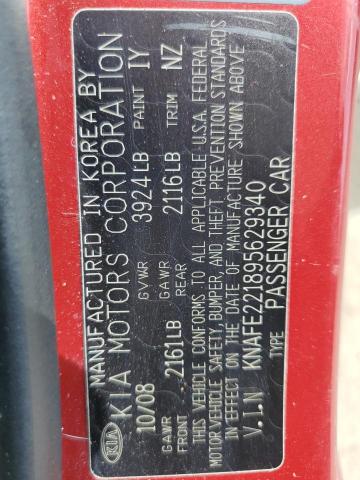 KIA
MANUFACTURED IN KOREA BY
KIA MOTORS CORPORATION
10/08 GVWR 3924LB PAINT IY
GAWR FRONT 2161LB GAWR REAR 2116LB TRIM NZ
THIS VEHICLE CONFORMS TO ALL APPLICABLE U.S.A. FEDERAL
MOTOR VEHICLE SAFETY, BUMPER, AND THEFT PREVENTION STANDARDS
IN EFFECT ON THE DATE OF MANUFACTURE SHOWN ABOVE
V.I.N KNAFE221895629340
TYPE PASSENGER CAR